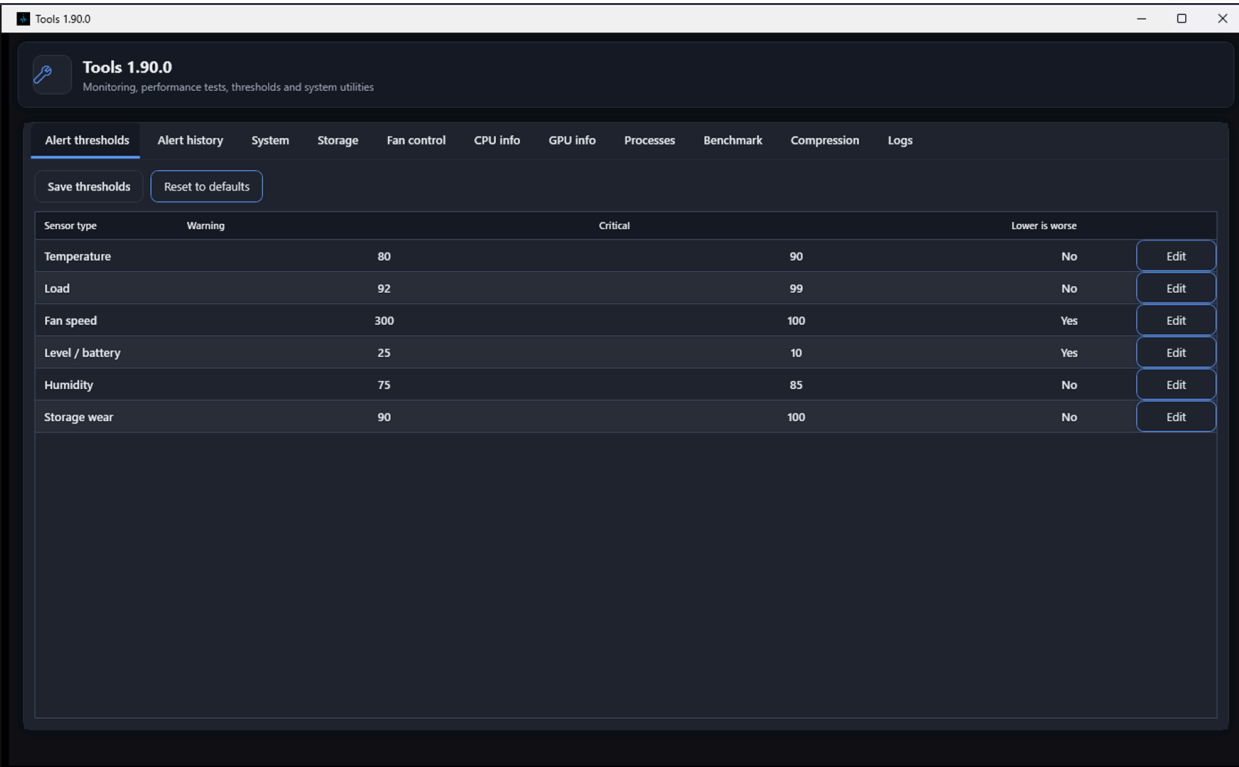 Tools 1.90.0
Tools 1.90.0
Monitoring, performance tests, thresholds and system utilities
Alert thresholds Alert history System Storage Fan control CPU info GPU info Processes Benchmark Compression Logs
Save thresholds Reset to defaults
Sensor type Warning Critical Lower is worse
Temperature 80 90 No Edit
Load 92 99 No Edit
Fan speed 300 100 Yes Edit
Level / battery 25 10 Yes Edit
Humidity 75 85 No Edit
Storage wear 90 100 No Edit